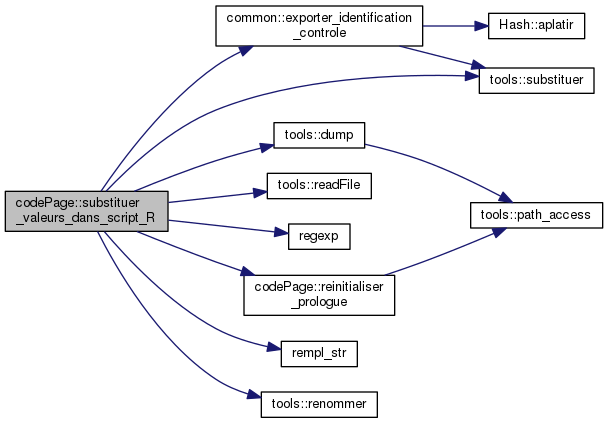 common::exporter_identification
_controle
Hash::aplatir
tools::substituer
tools::dump
tools::readFile
codePage::substituer
_valeurs_dans_script_R
tools::path_access
regexp
codePage::reinitialiser
_prologue
rempl_str
tools::renommer